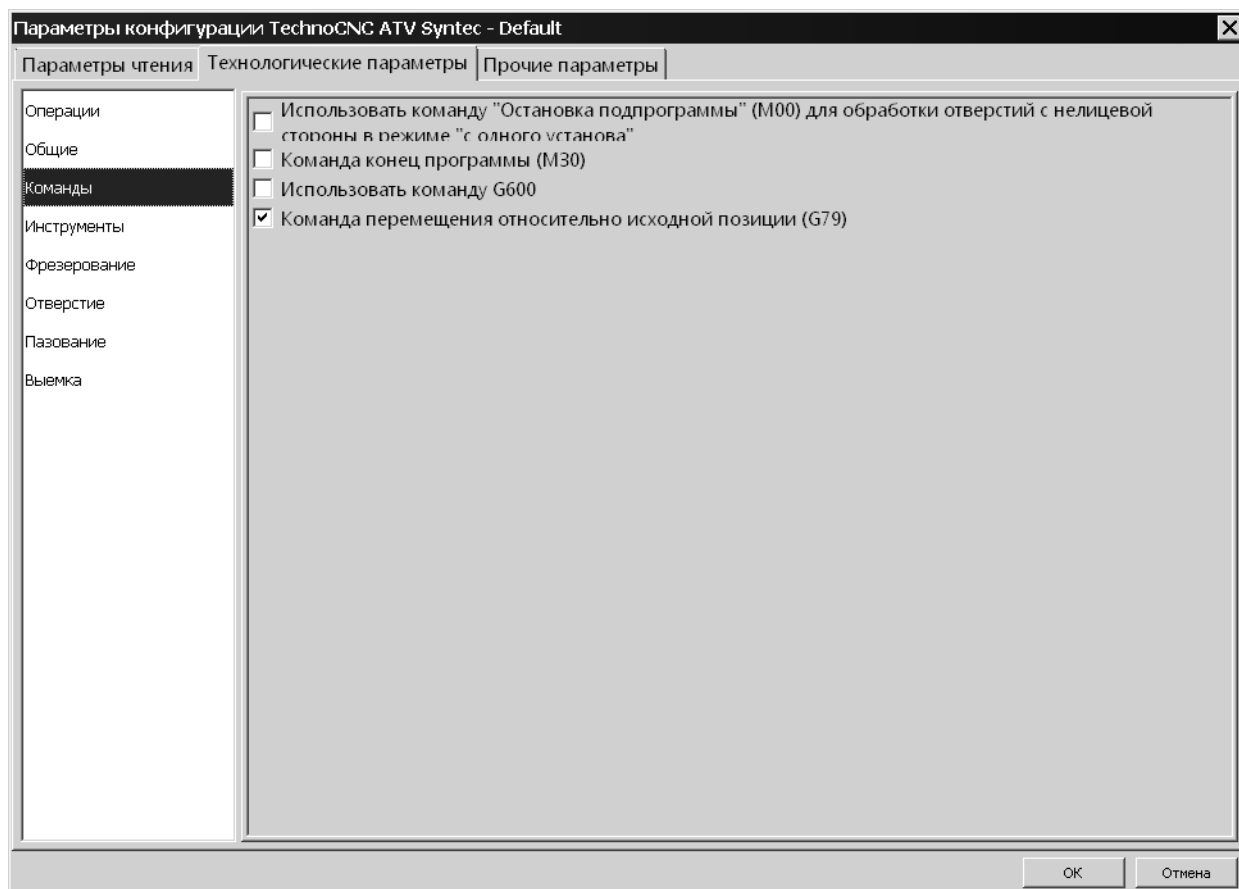 Параметры конфигурации TechnoCNC ATV Syntec - Default
Параметры чтения Технологические параметры Прочие параметры
Операции
Общие
Команды
Инструменты
Фрезерование
Отверстие
Пазование
Выемка
Использовать команду "Остановка подпрограммы" (M00) для обработки отверстий с нелицевой
стороны в режиме "с одного установа"
Команда конец программы (M30)
Использовать команду G600
Команда перемещения относительно исходной позиции (G79)
ОК Отмена